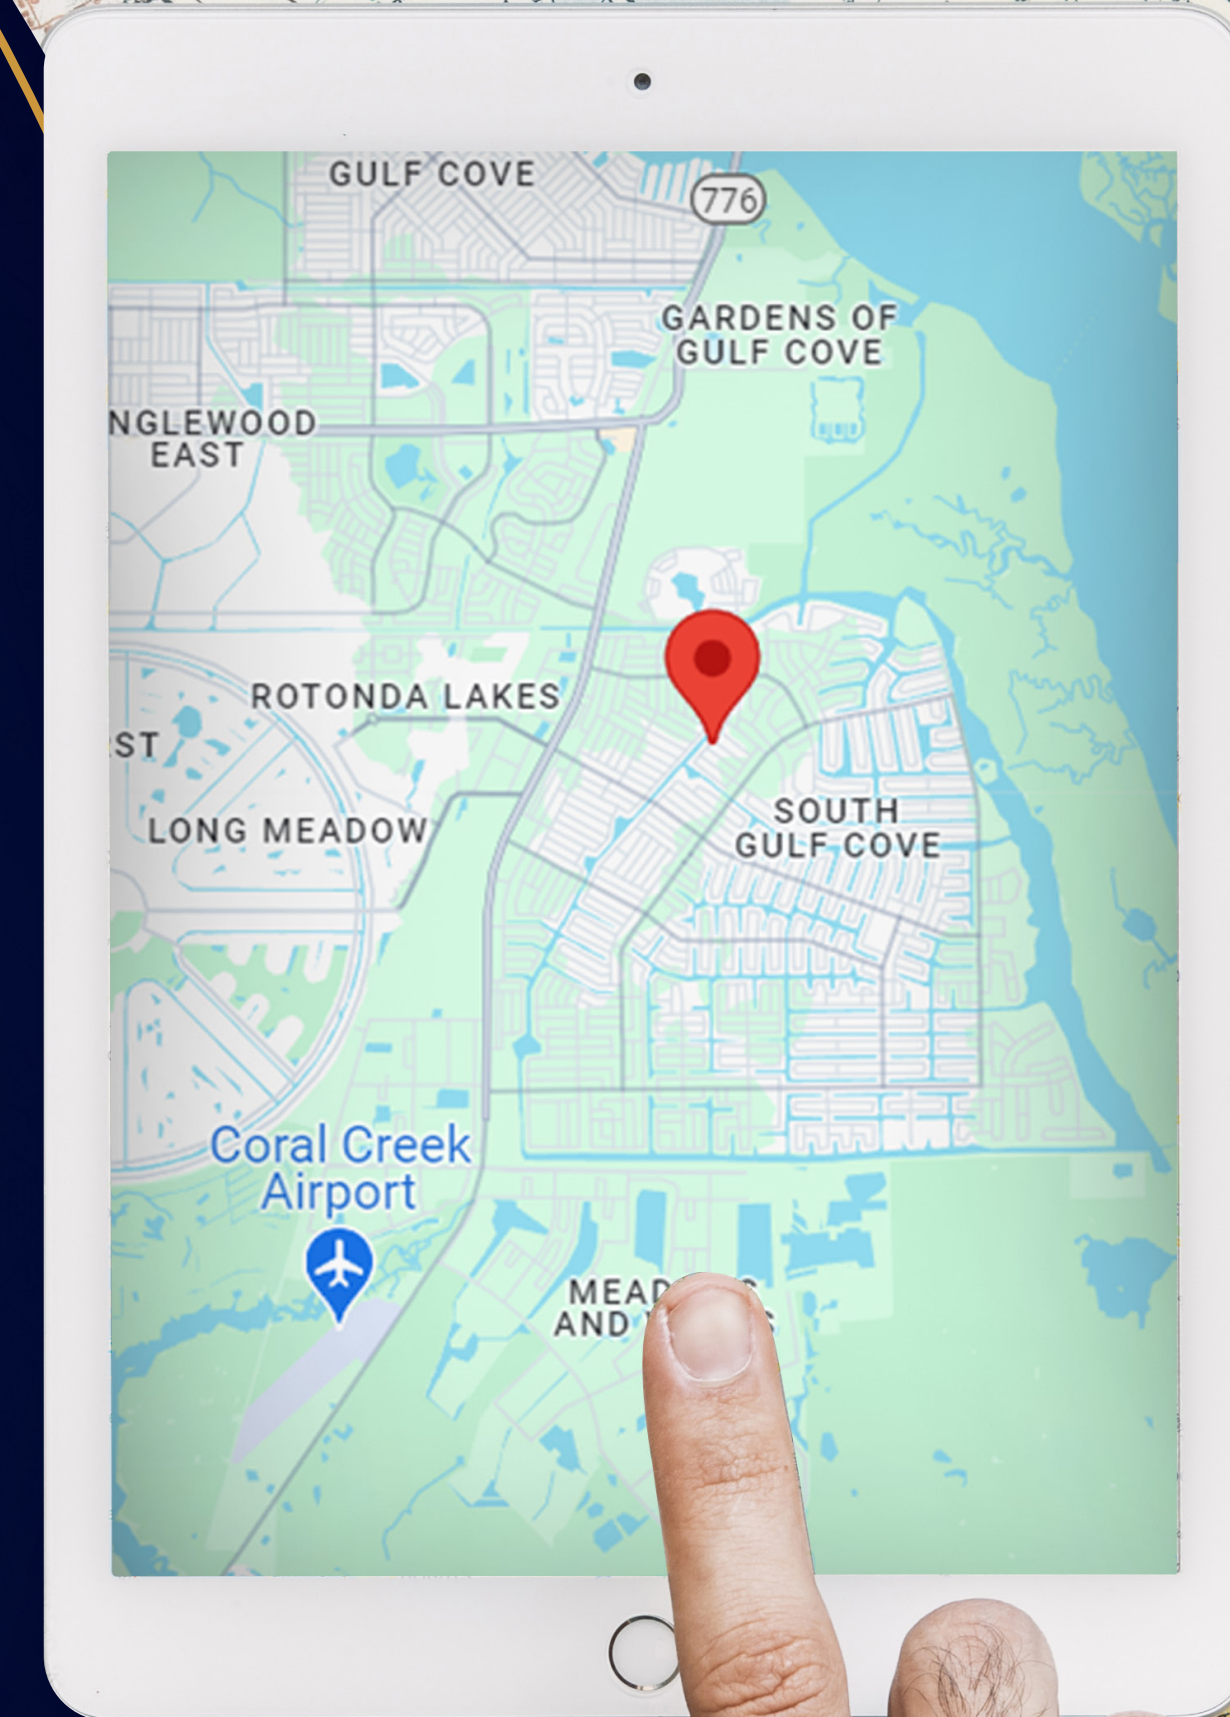 GULF COVE
776
GARDENS OF
GULF COVE
NGLEWOOD
EAST
ROTONDA LAKES
ST
LONG MEADOW
SOUTH
GULF COVE
Coral Creek
Airport
AND